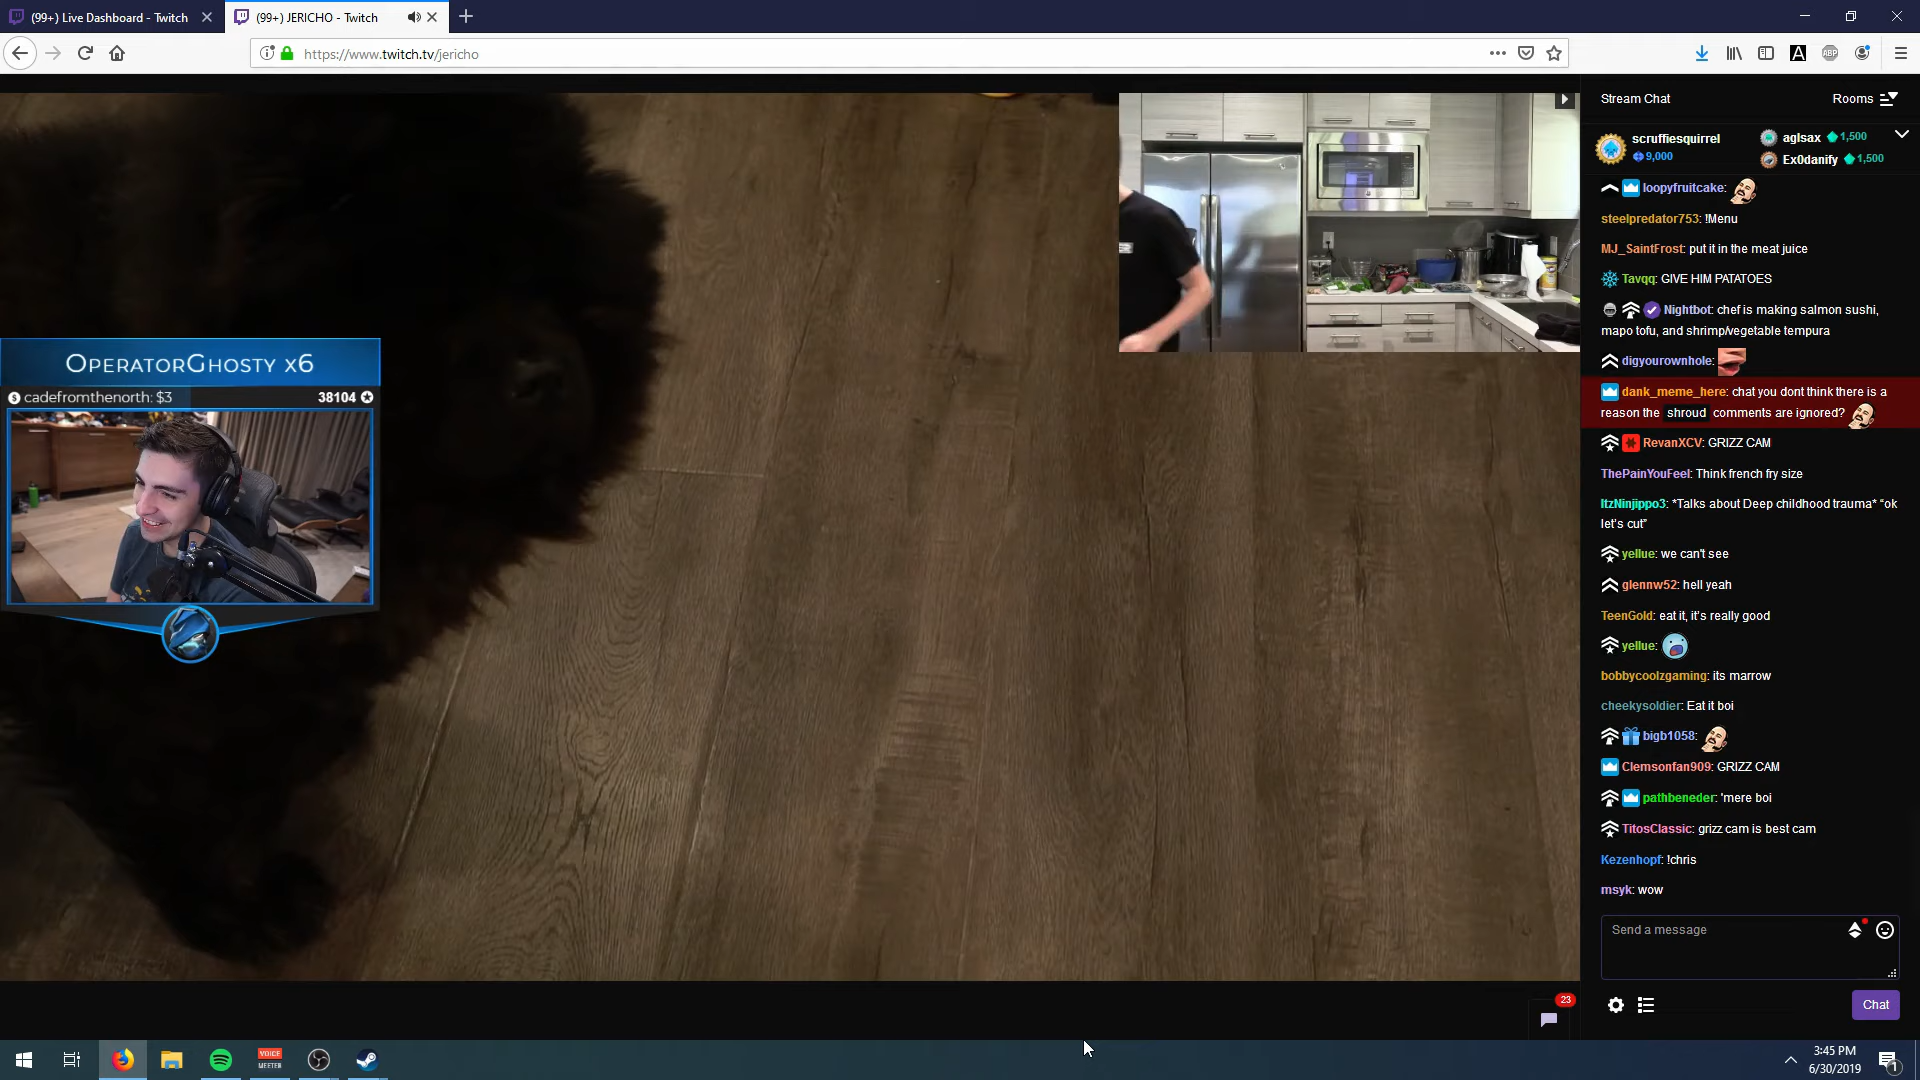 (99+) Live Dashboard - Twitch
(99+) JERICHO - Twitch
https://www.twitch.tv/jericho
A
ABP
Stream Chat
Rooms
scruffiesquirrel
9,000
aglsax 1,500
Ex0danify 1,500
loopyfruitcake:
steelpredator753: !Menu
MJ_SaintFrost: put it in the meat juice
Tavqq: GIVE HIM PATATOES
Nightbot: chef is making salmon sushi,
mapo tofu, and shrimp/vegetable tempura
digyourownhole:
dank_meme_here: chat you dont think there is a
reason the shroud comments are ignored?
RevanXCV: GRIZZ CAM
ThePainYouFeel: Think french fry size
ItzNinjippo3: *Talks about Deep childhood trauma* “ok
let’s cut”
yellue: we can't see
glennw52: hell yeah
TeenGold: eat it, it’s really good
yellue:
bobbycoolzgaming: its marrow
cheekysoldier: Eat it boi
bigb1058:
Clemsonfan909: GRIZZ CAM
pathbeneder: 'mere boi
TitosClassic: grizz cam is best cam
Kezenhopf: !chris
msyk: wow
Send a message
Chat
23
OperatorGhosty x6
cadefromthenorth: $3
38104
VOICE
MEETER
3:45 PM
6/30/2019
1